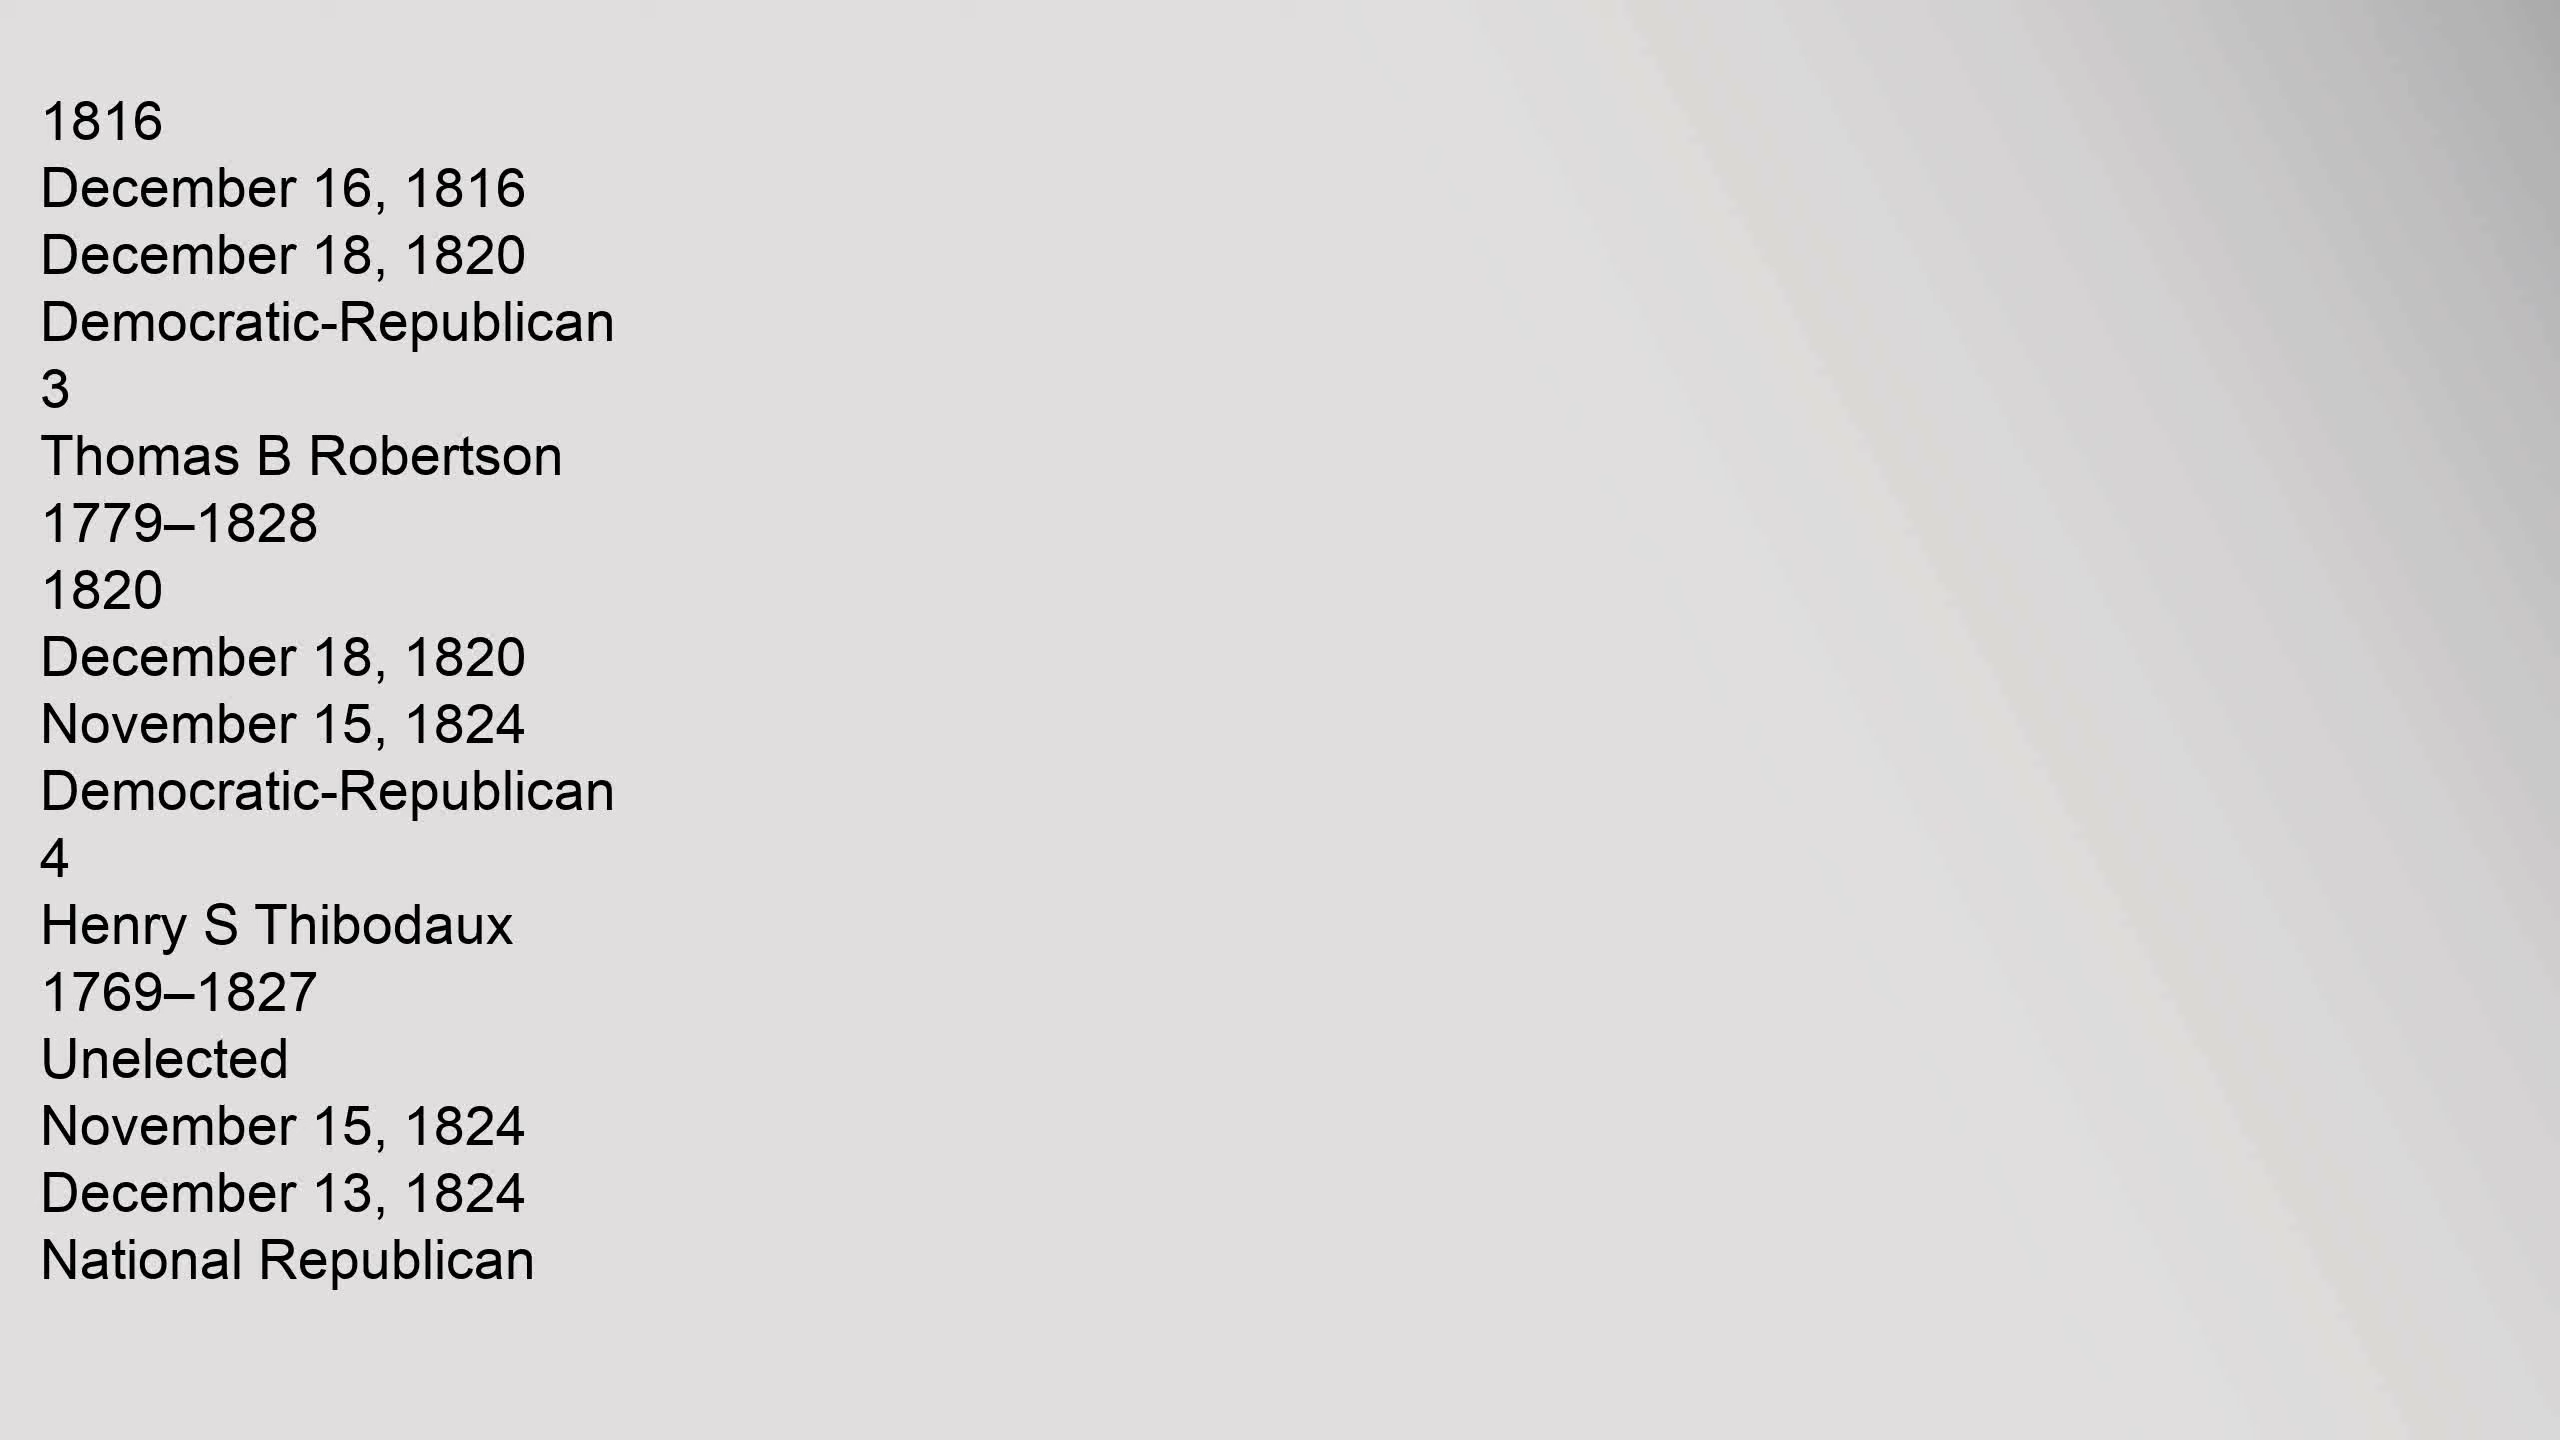 1816
December 16, 1816
December 18, 1820
Democratic-Republican
3
Thomas B Robertson
1779–1828
1820
December 18, 1820
November 15, 1824
Democratic-Republican
4
Henry S Thibodaux
1769–1827
Unelected
November 15, 1824
December 13, 1824
National Republican